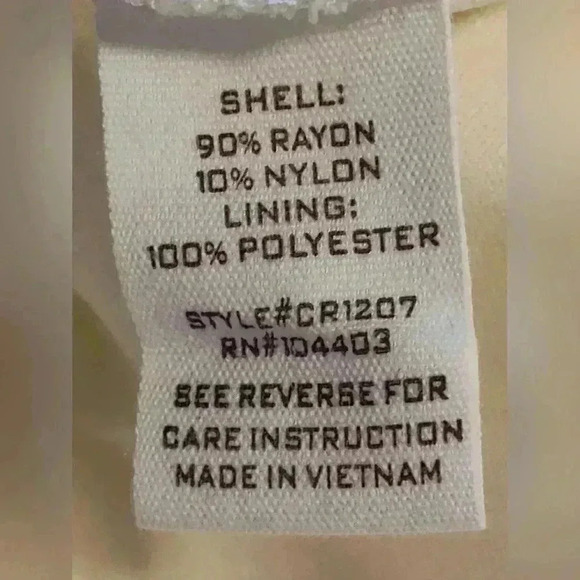 SHELL:
90% RAYON
10% NYLON
LINING:
100% POLYESTER
STYLE#CR1207
RN#104403
SEE REVERSE FOR
CARE INSTRUCTION
MADE IN VIETNAM